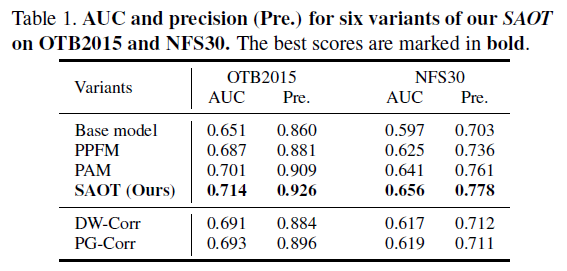 Table 1. AUC and precision (Pre.) for six variants of our SAOT
on OTB2015 and NFS30. The best scores are marked in bold.
Variants OTB2015 NFS30
AUC Pre. AUC Pre.
Base model 0.651 0.860 0.597 0.703
PPFM 0.687 0.881 0.625 0.736
PAM 0.701 0.909 0.641 0.761
SAOT (Ours) 0.714 0.926 0.656 0.778
DW-Corr 0.691 0.884 0.617 0.712
PG-Corr 0.693 0.896 0.619 0.711